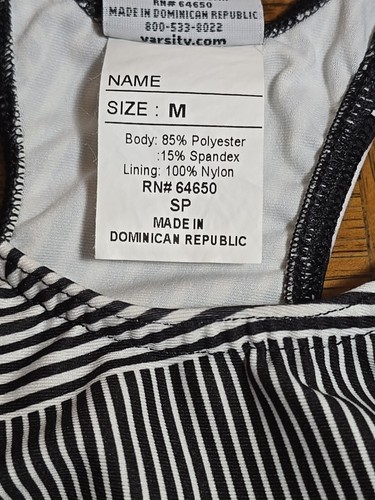 RN# 64650
MADE IN DOMINICAN REPUBLIC
800-533-8022
varsity.com
NAME
SIZE : M
Body: 85% Polyester
:15% Spandex
Lining: 100% Nylon
RN# 64650
SP
MADE IN
DOMINICAN REPUBLIC